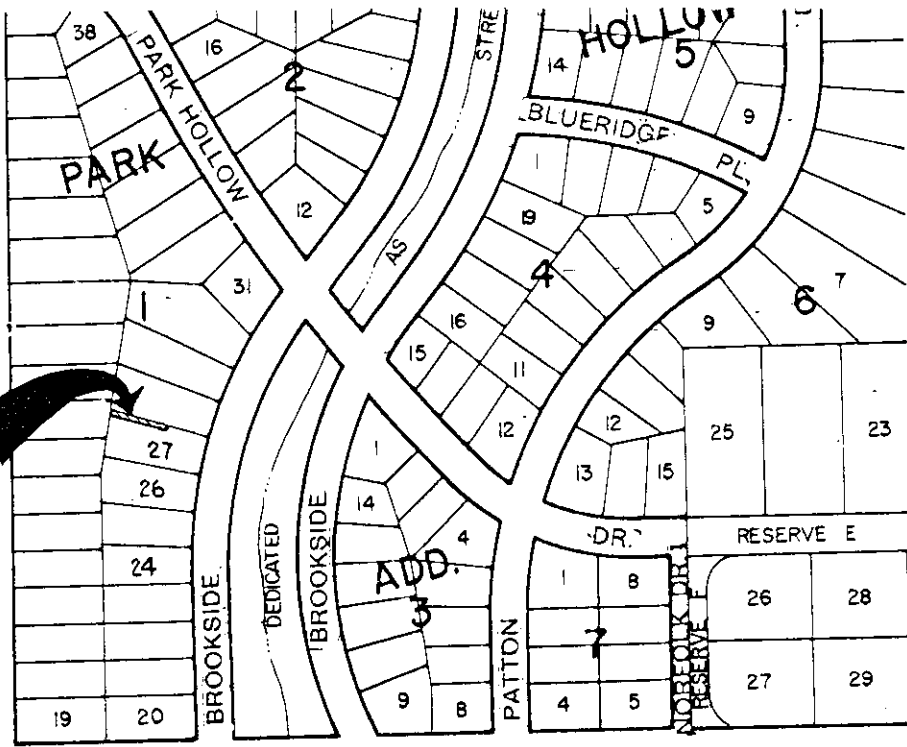 38
PARK HOLLOW
16
2
STRE
HOLLOW
5
14
9
BLUERIDGE
PL.
PARK
12
1
5
19
AS
4
31
1
16
15
11
9
6
7
12
12
25
23
27
26
1
14
13
15
4
DR.
RESERVE E
24
ADD.
3
DEDICATED
BROOKSIDE
BROOKSIDE
PATTON
1
8
7
NORFOLK DR.
RESERVE E
26
28
27
29
19
20
9
8
4
5